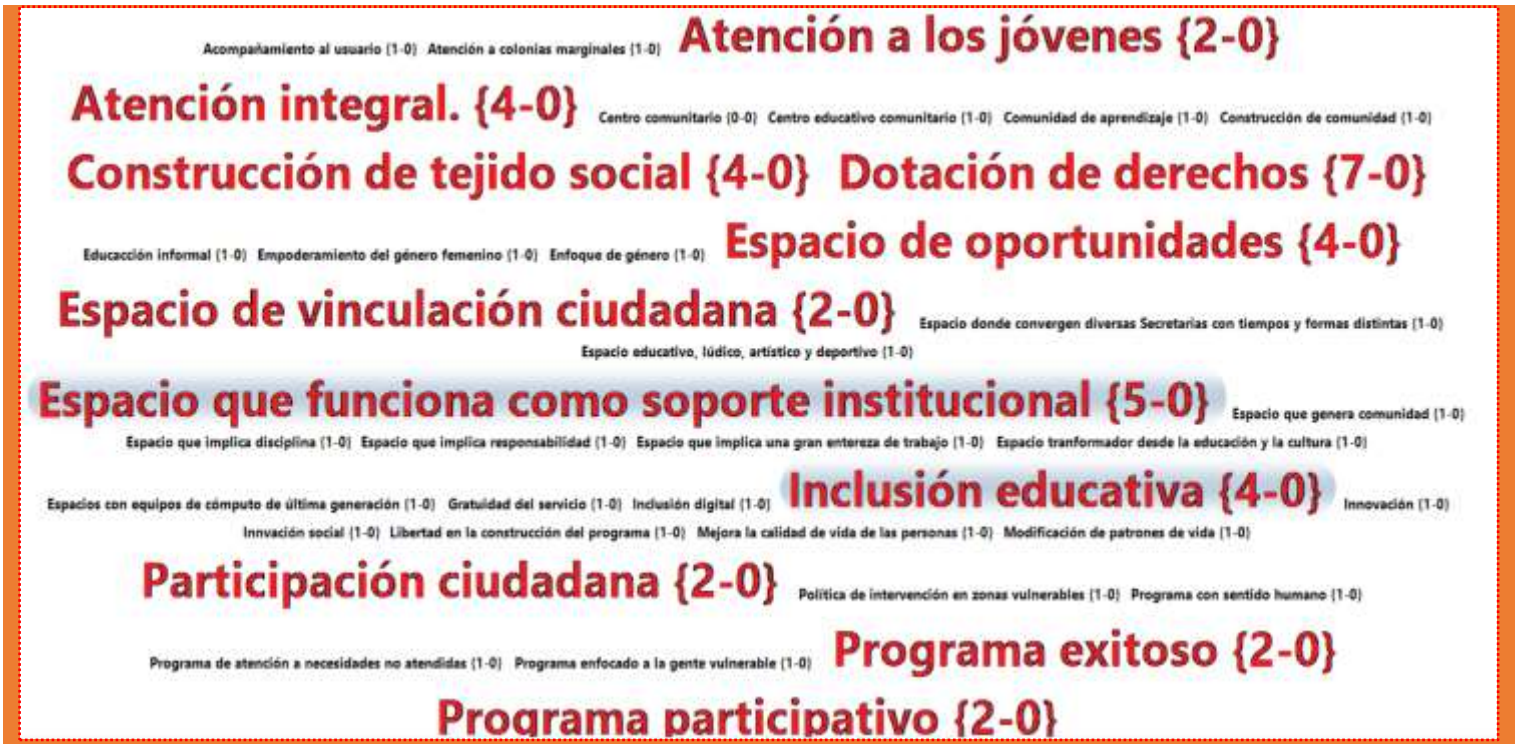 Acompañamiento al usuario {1-0} Atención a colonias marginales {1-0} Atención a los jóvenes {2-0}
Atención integral. {4-0} Centro comunitario {0-0} Centro educativo comunitario {1-0} Comunidad de aprendizaje {1-0} Construcción de comunidad {1-0}
Construcción de tejido social {4-0} Dotación de derechos {7-0}
Educacción informal {1-0} Empoderamiento del género femenino {1-0} Enfoque de género {1-0} Espacio de oportunidades {4-0}
Espacio de vinculación ciudadana {2-0} Espacio donde convergen diversas Secretarias con tiempos y formas distintas {1-0}
Espacio educativo, lúdico, artístico y deportivo {1-0}
Espacio que funciona como soporte institucional {5-0} Espacio que genera comunidad {1-0}
Espacio que implica disciplina {1-0} Espacio que implica responsabilidad {1-0} Espacio que implica una gran entereza de trabajo {1-0} Espacio tranformador desde la educación y la cultura {1-0}
Espacios con equipos de cómputo de última generación {1-0} Gratuidad del servicio {1-0} Inclusión digital {1-0} Inclusión educativa {4-0} Innovación {1-0}
Innvación social {1-0} Libertad en la construcción del programa {1-0} Mejora la calidad de vida de las personas {1-0} Modificación de patrones de vida {1-0}
Participación ciudadana {2-0} Política de intervención en zonas vulnerables {1-0} Programa con sentido humano {1-0}
Programa de atención a necesidades no atendidas {1-0} Programa enfocado a la gente vulnerable {1-0} Programa exitoso {2-0}
Programa participativo {2-0}